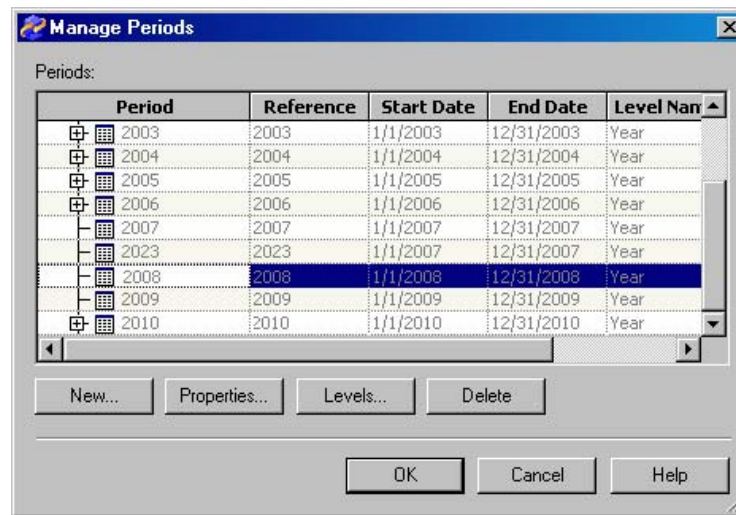 Manage Periods
Periods:
Period Reference Start Date End Date Level Nam
2003 2003 1/1/2003 12/31/2003 Year
2004 2004 1/1/2004 12/31/2004 Year
2005 2005 1/1/2005 12/31/2005 Year
2006 2006 1/1/2006 12/31/2006 Year
2007 2007 1/1/2007 12/31/2007 Year
2023 2023 1/1/2007 12/31/2007 Year
2008 2008 1/1/2008 12/31/2008 Year
2009 2009 1/1/2009 12/31/2009 Year
2010 2010 1/1/2010 12/31/2010 Year
New... Properties... Levels... Delete
OK Cancel Help